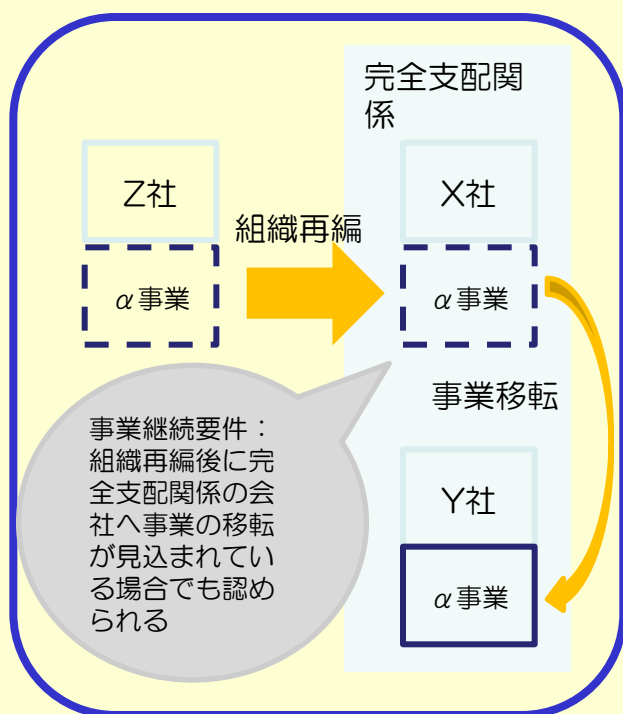 完全支配関
係
Z社
X社
組織再編
α事業
α事業
事業移転
事業継続要件：
組織再編後に完
全支配関係の会
社へ事業の移転
が見込まれてい
る場合でも認め
られる
Y社
α事業